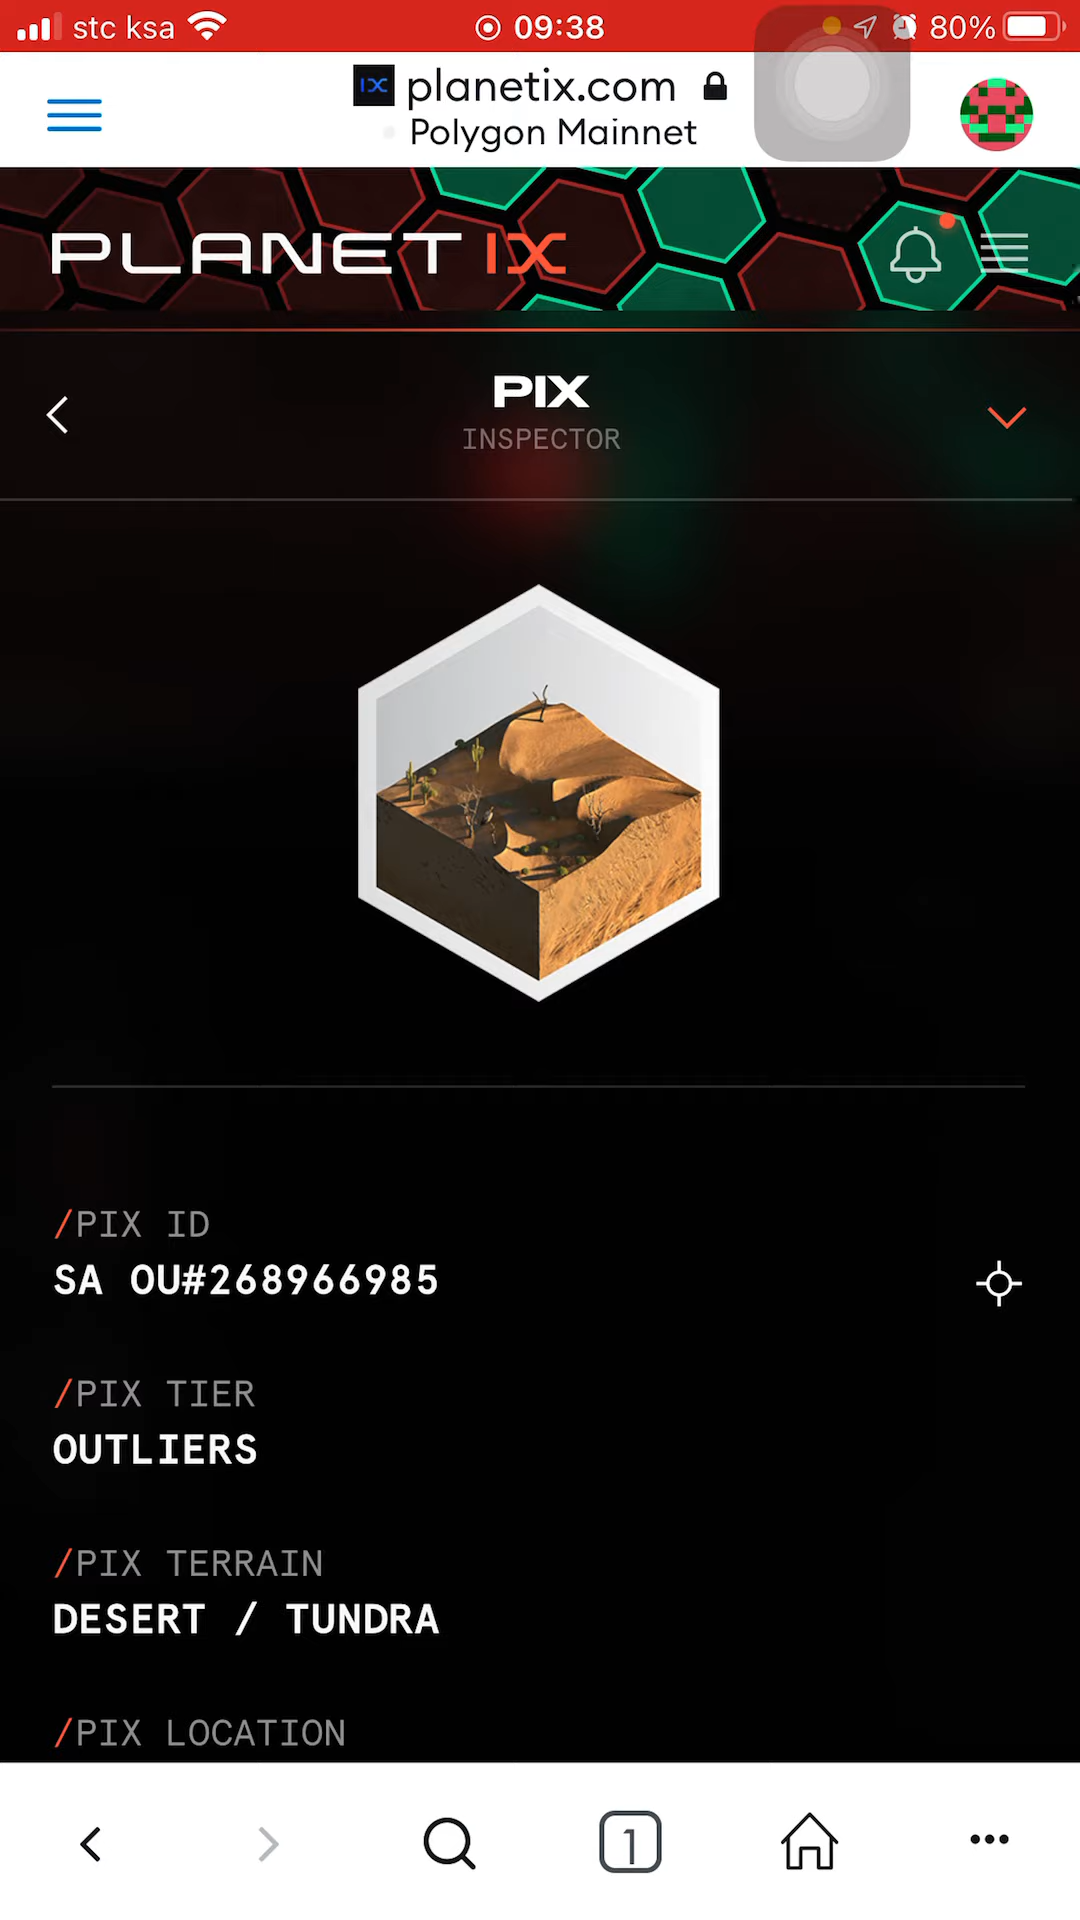 stc ksa 09:38 80%
IX planetix.com
Polygon Mainnet
PLANET IX
PIX
INSPECTOR
/PIX ID
SA OU#268966985
/PIX TIER
OUTLIERS
/PIX TERRAIN
DESERT / TUNDRA
/PIX LOCATION
1